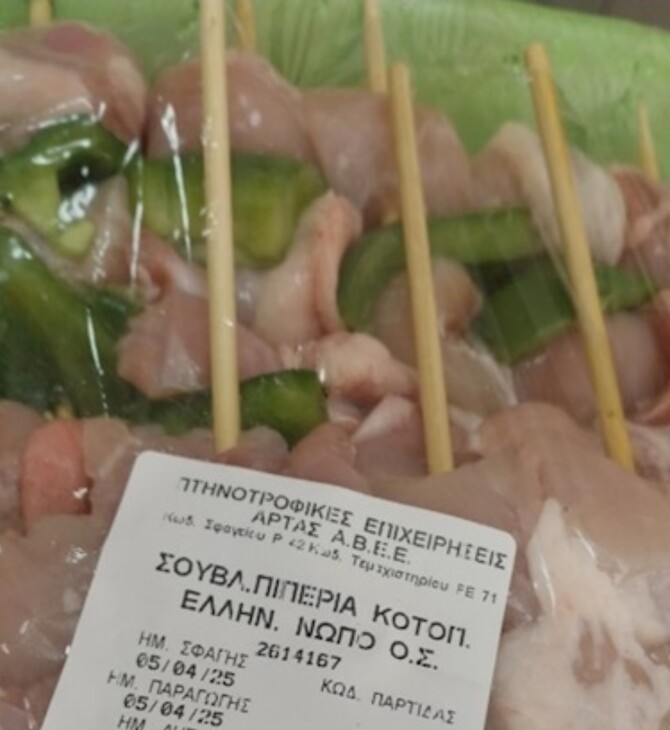 ΠΤΗΝΟΤΡΟΦΙΚΕΣ ΕΠΙΧΕΙΡΗΣΕΙΣ
ΑΡΤΑΣ Α.Β.Ε.Ε.
Κωδ. Σφαγείου Ρ 42 Κωδ. Τεμαχιστηρίου ΡΕ 71
ΣΟΥΒΛ.ΠΙΠΕΡΙΑ ΚΟΤΟΠ.
ΕΛΛΗΝ. ΝΩΠΟ Ο.Σ.
ΗΜ. ΣΦΑΓΗΣ 2614167
05/04/25 ΚΩΔ. ΠΑΡΤΙΔΑΣ
ΗΜ. ΠΑΡΑΓΩΓΗΣ
05/04/25
ΗΜ.